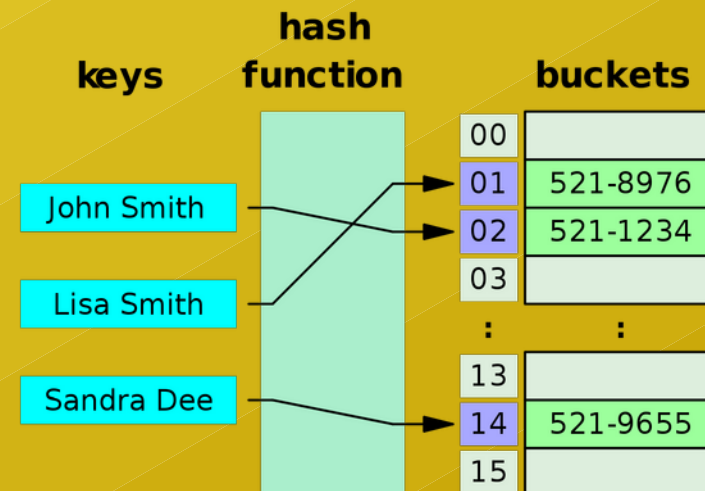 hash
keys function buckets
00
John Smith 01 521-8976
02 521-1234
Lisa Smith 03
: :
13
Sandra Dee 14 521-9655
15